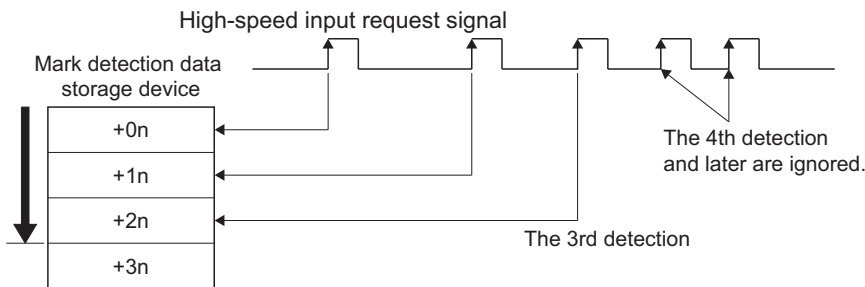 High-speed input request signal
Mark detection data
storage device
+0n
+1n
+2n
+3n
The 4th detection
and later are ignored.
The 3rd detection